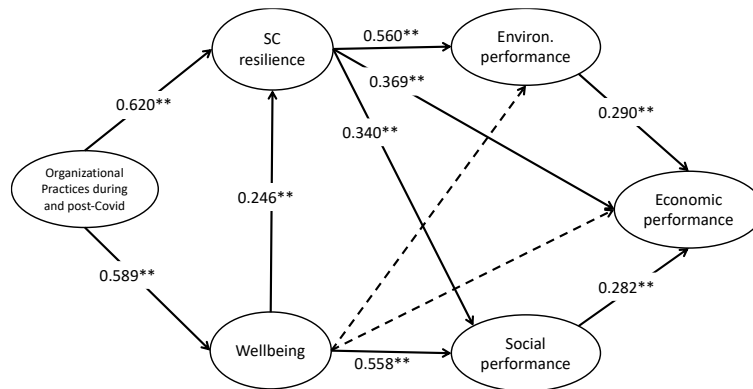 SC
resilience
0.560**
Environ.
performance
0.369**
0.620**
0.290**
0.340**
Organizational
Practices during
and post-Covid
0.246**
Economic
performance
0.589**
0.282**
Wellbeing
0.558**
Social
performance